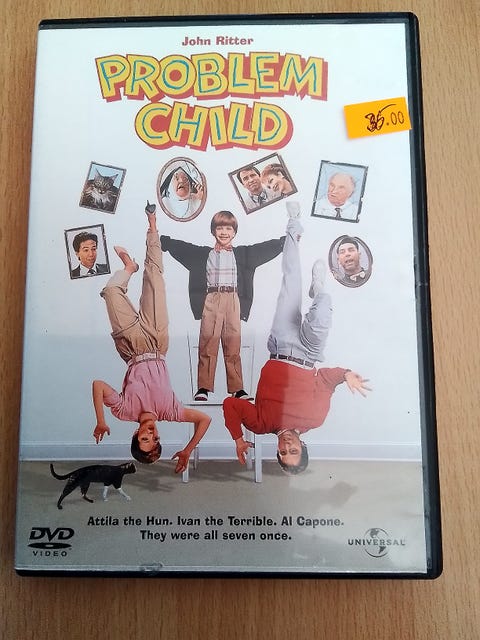 John Ritter
PROBLEM
CHILD
35.00
Attila the Hun. Ivan the Terrible. Al Capone.
They were all seven once.
DVD
VIDEO
UNIVERSAL